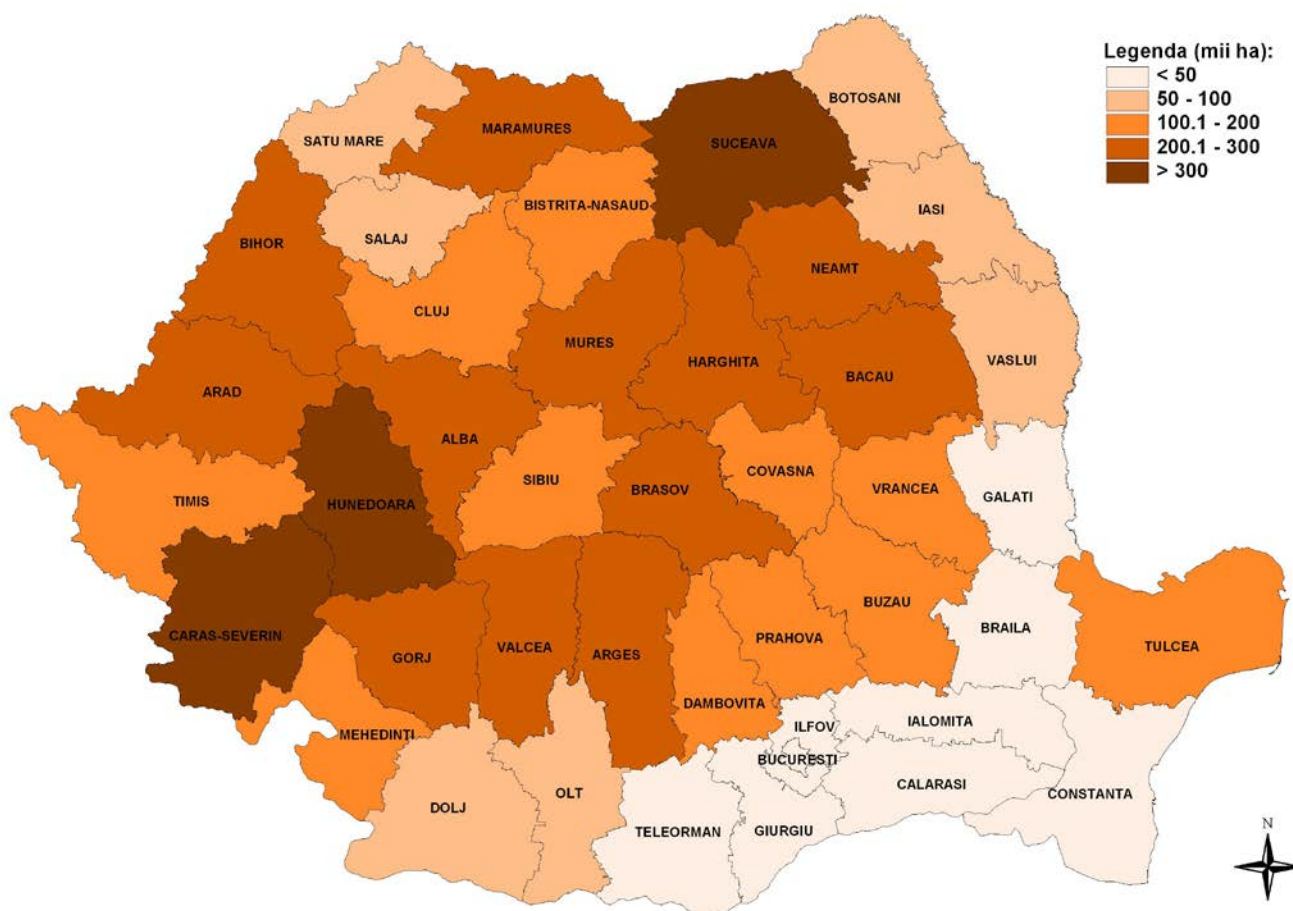 Legenda (mii ha):
< 50
50 - 100
100.1 - 200
200.1 - 300
> 300
BOTOSANI
SATU MARE
MARAMURES
SUCEAVA
BISTRITA-NASAUD
IASI
SALAJ
BIHOR
NEAMT
CLUJ
MURES
HARGHITA
VASLUI
BACAU
ARAD
ALBA
COVASNA
SIBIU
BRASOV
VRANCEA
GALATI
TIMIS
HUNEDOARA
BUZAU
BRAILA
CARAS-SEVERIN
PRAHOVA
TULCEA
GORJ
VALCEA
ARGES
DAMBOVITA
MEHEDINTI
ILFOV
IALOMITA
BUCURESTI
CALARASI
CONSTANTA
DOLJ
OLT
TELEORMAN
GIURGIU
N